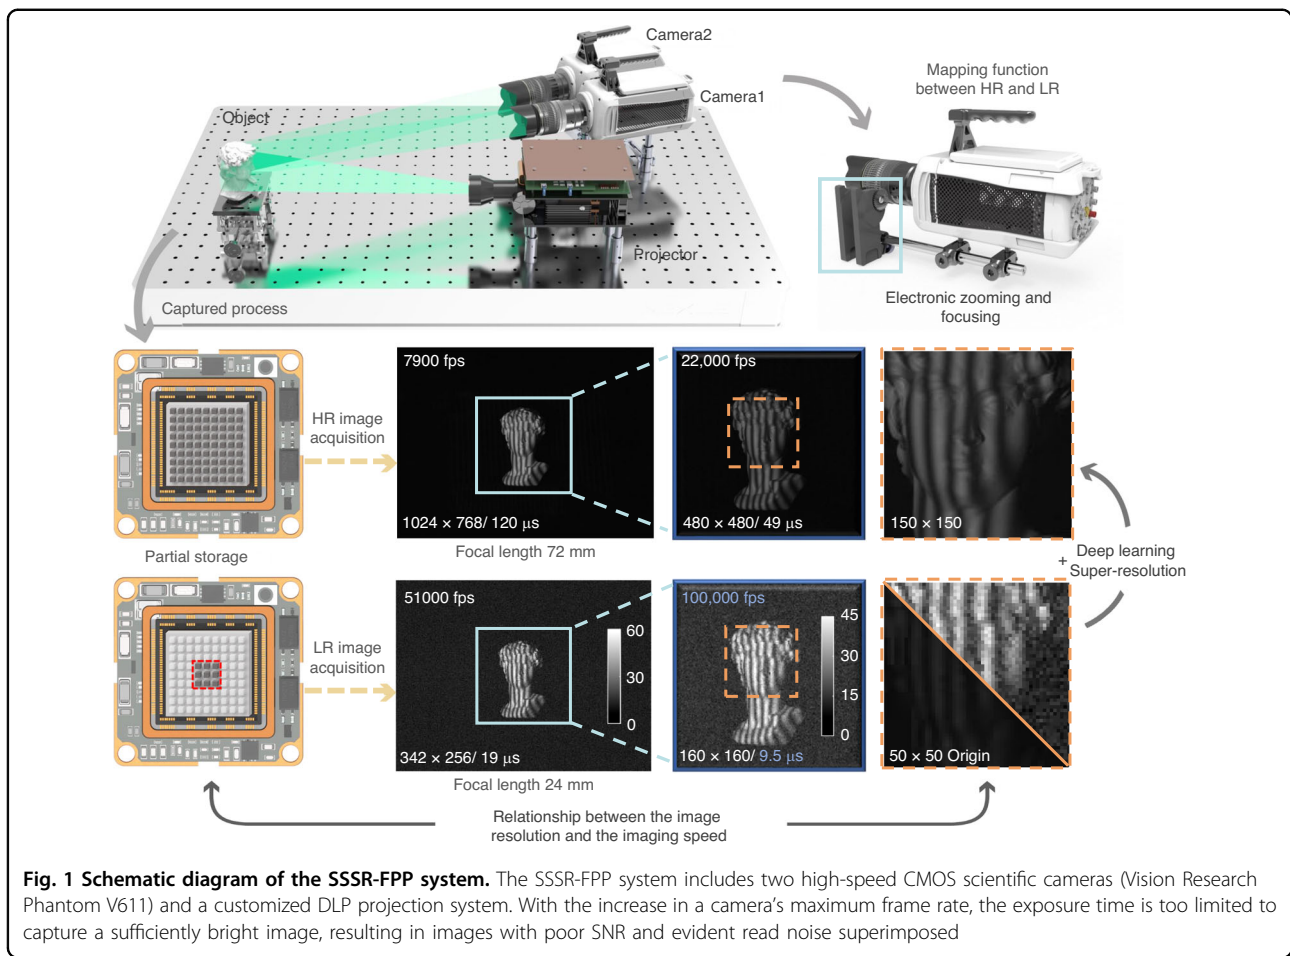 Camera2
Camera1
Object
Projector
Captured process
Mapping function
between HR and LR
Electronic zooming and
focusing
HR image
acquisition
7900 fps
1024 × 768/ 120 µs
Focal length 72 mm
22,000 fps
480 × 480/ 49 µs
150 × 150
Partial storage
Deep learning
+ Super-resolution
LR image
acquisition
51000 fps
60
30
0
342 × 256/ 19 µs
Focal length 24 mm
100,000 fps
45
30
15
0
160 × 160/ 9.5 µs
50 × 50 Origin
Relationship between the image
resolution and the imaging speed
Fig. 1 Schematic diagram of the SSSR-FPP system. The SSSR-FPP system includes two high-speed CMOS scientific cameras (Vision Research
Phantom V611) and a customized DLP projection system. With the increase in a camera's maximum frame rate, the exposure time is too limited to
capture a sufficiently bright image, resulting in images with poor SNR and evident read noise superimposed